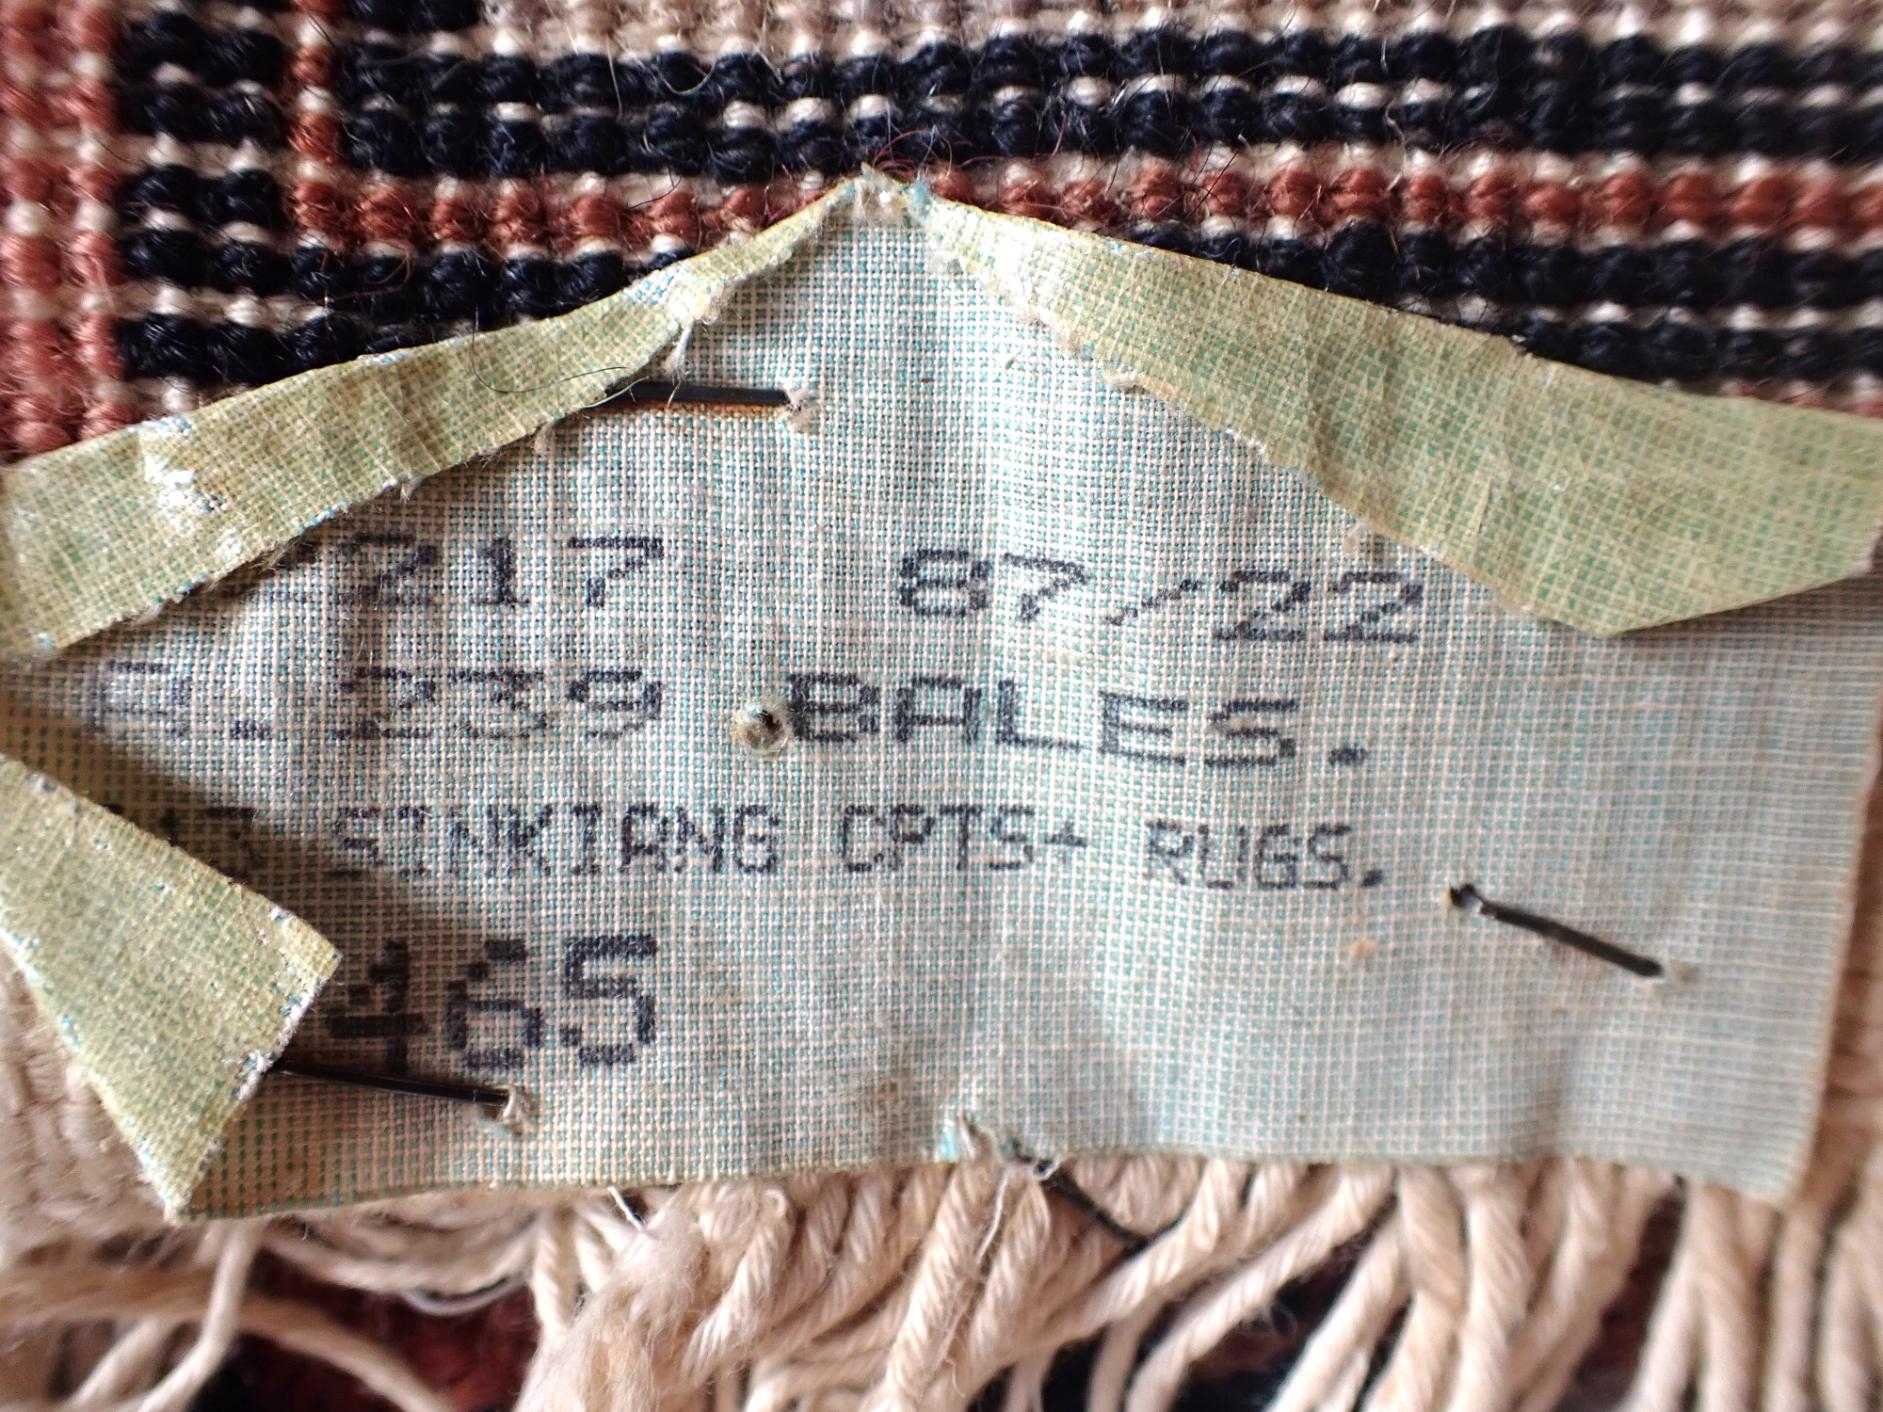 217 87/22
239 BALES.
SINKIANG CPTS+ RUGS.
465